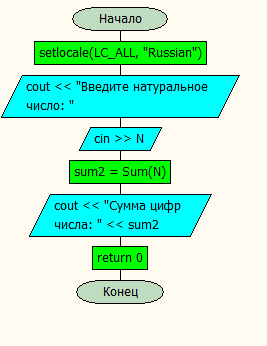 Начало
setlocale(LC_ALL, "Russian")
cout << "Введите натуральное
число: "
cin >> N
sum2 = Sum(N)
cout << "Сумма цифр
числа: " << sum2
return 0
Конец